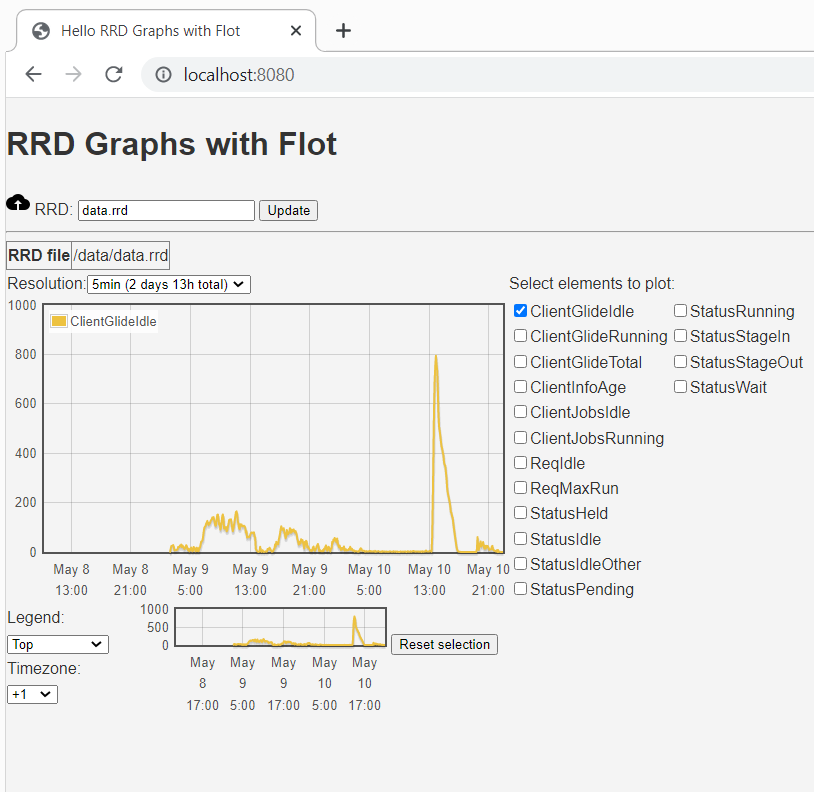 Hello RRD Graphs with Flot
localhost:8080
RRD Graphs with Flot
RRD: data.rrd Update
RRD file /data/data.rrd
Resolution: 5min (2 days 13h total)
1000
800
600
400
200
0
ClientGlideIdle
May 8 May 8 May 9 May 9 May 9 May 10 May 10 May 10
13:00 21:00 5:00 13:00 21:00 5:00 13:00 21:00
Select elements to plot:
ClientGlideIdle StatusRunning
ClientGlideRunning StatusStageIn
ClientGlideTotal StatusStageOut
ClientInfoAge StatusWait
ClientJobsIdle
ClientJobsRunning
ReqIdle
ReqMaxRun
StatusHeld
StatusIdle
StatusIdleOther
StatusPending
Legend:
Top
Timezone:
+1
1000
500
0
May May May May May
8 9 9 10 10
17:00 5:00 17:00 5:00 17:00
Reset selection